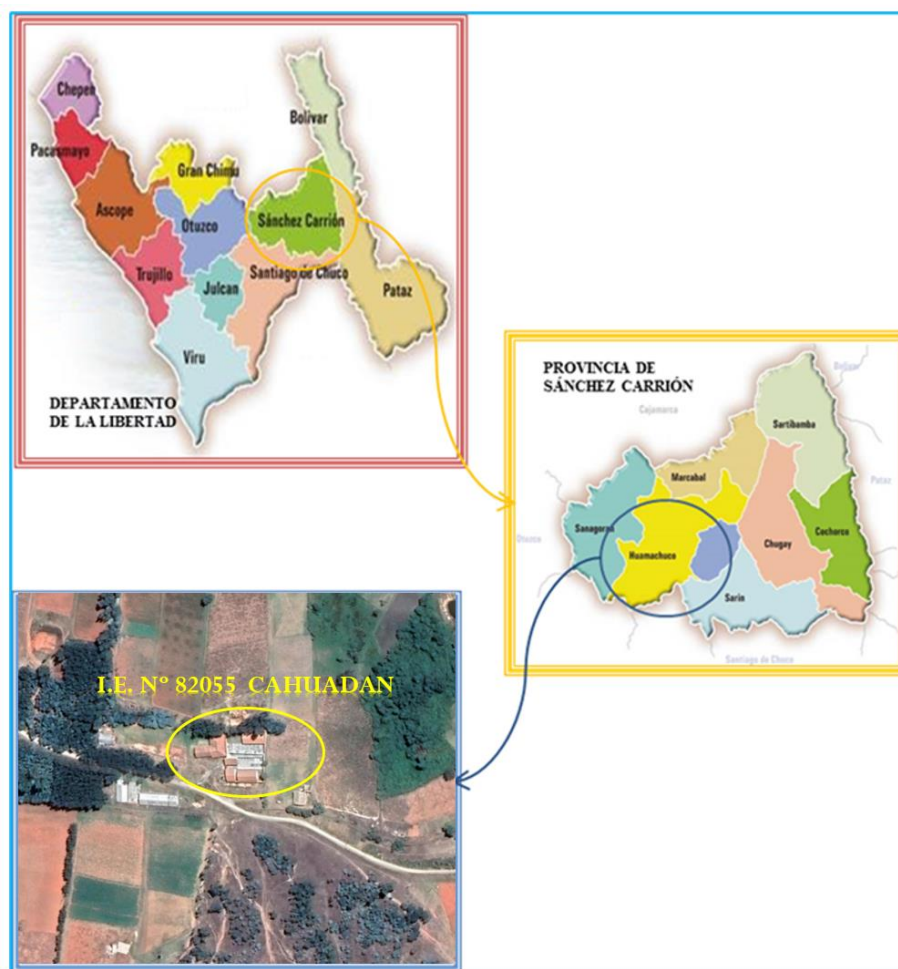 Chepen
Bolivar
Pacasmayo
Gran Chimu
Ascope
Otuzco
Sánchez Carrión
Trujillo
Santiago de Chuco
Julcan
Pataz
Viru
DEPARTAMENTO
DE LA LIBERTAD
PROVINCIA DE
SÁNCHEZ CARRIÓN
Bolivar
Cajamarca
Sartibamba
Marcabal
Pataz
Sanagoran
Cochorco
Otuzco
Chugay
Huamachuco
Sarin
Santiago de Chuco
I.E. Nº 82055 CAHUADAN